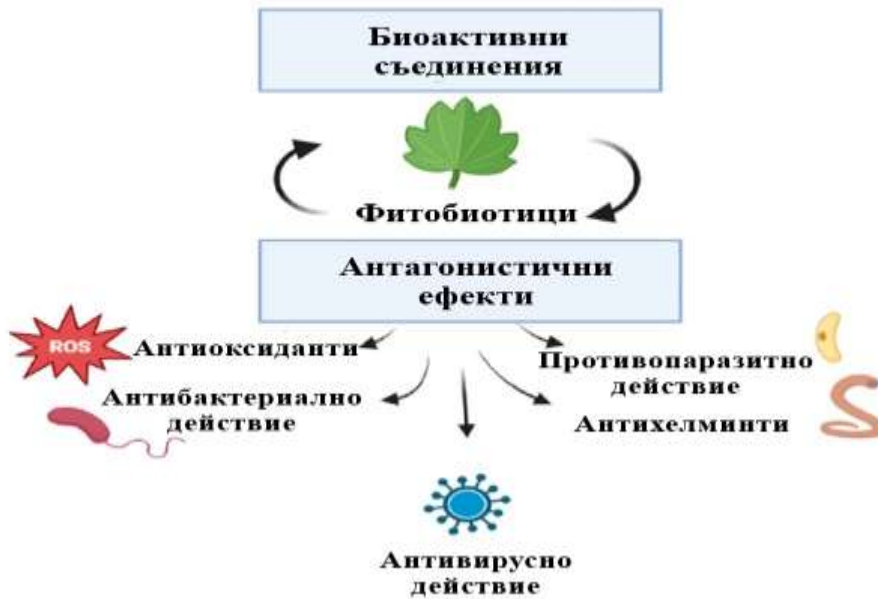 Биоактивни
съединения
Фитобиотици
Антагонистични
ефекти
ROS
Антиоксиданти
Антибактериално
действие
Противопаразитно
действие
Антихелминти
Антивирусно
действие